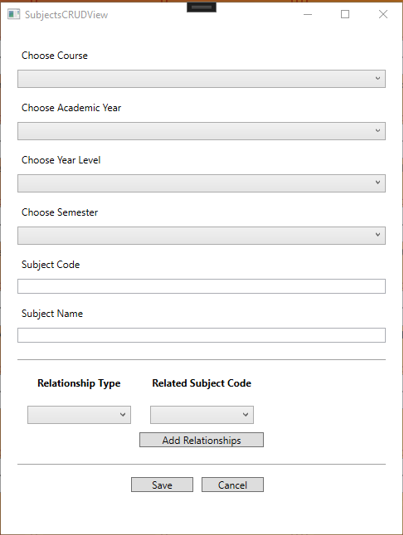 SubjectsCRUDView
Choose Course
Choose Academic Year
Choose Year Level
Choose Semester
Subject Code
Subject Name
Relationship Type Related Subject Code
Add Relationships
Save Cancel